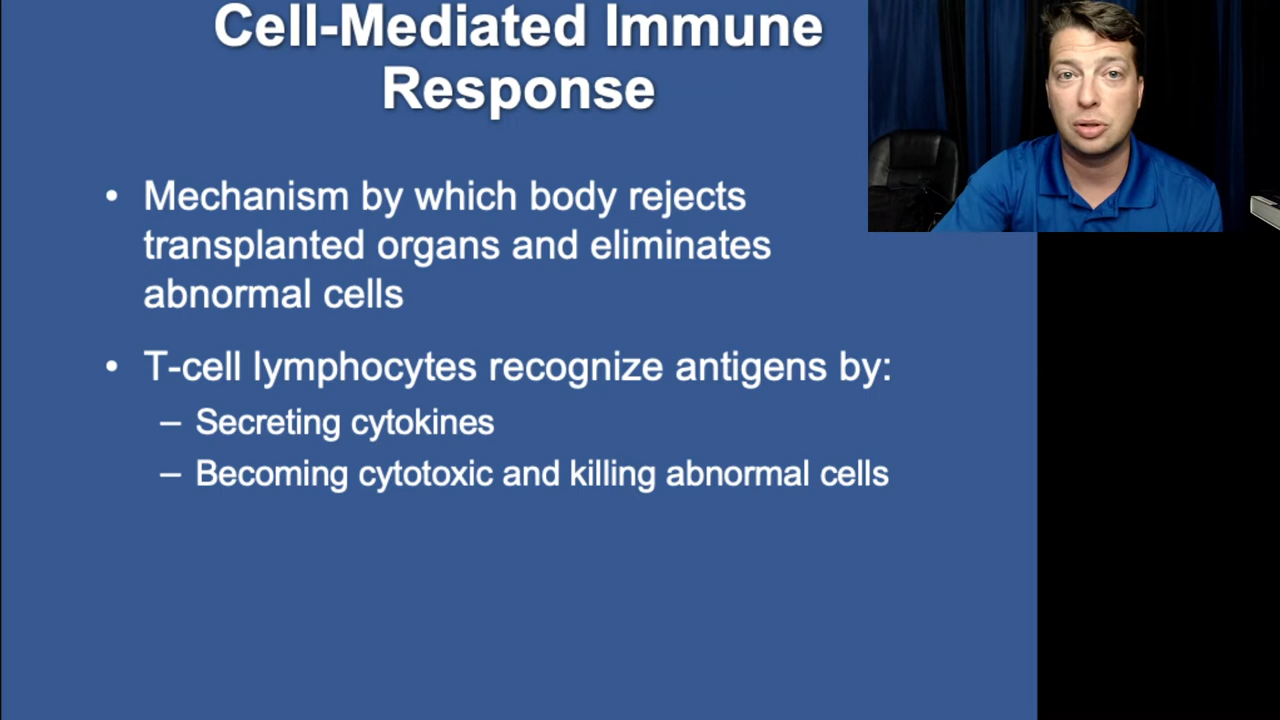 Cell-Mediated Immune
Response
• Mechanism by which body rejects
transplanted organs and eliminates
abnormal cells
• T-cell lymphocytes recognize antigens by:
– Secreting cytokines
– Becoming cytotoxic and killing abnormal cells